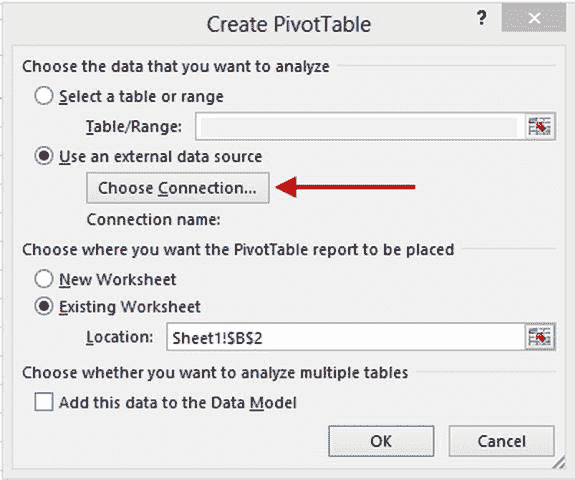 Create PivotTable
?
Choose the data that you want to analyze
Select a table or range
Table/Range:
Use an external data source
Choose Connection...
Connection name:
Choose where you want the PivotTable report to be placed
New Worksheet
Existing Worksheet
Location: Sheet1!$B$2
Choose whether you want to analyze multiple tables
Add this data to the Data Model
OK Cancel